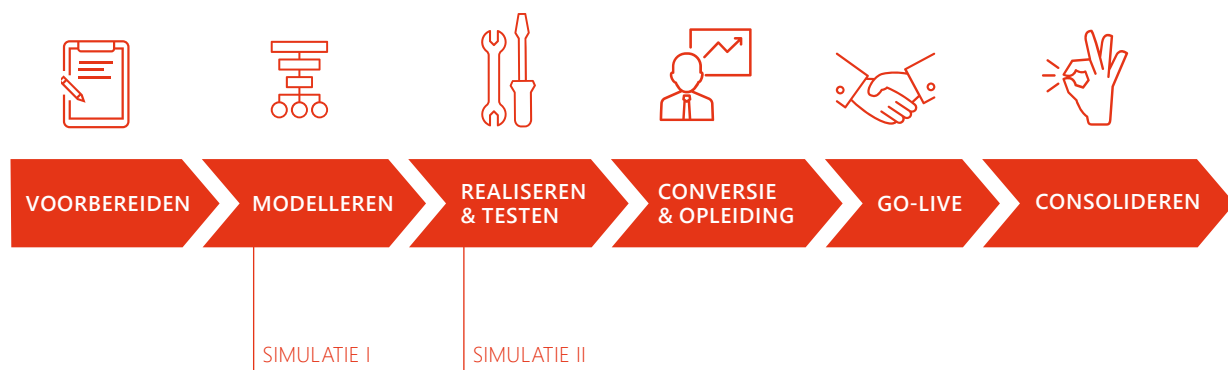 VOORBEREIDEN
MODELLEREN
REALISEREN
& TESTEN
CONVERSIE
& OPLEIDING
GO-LIVE
CONSOLIDEREN
SIMULATIE I
SIMULATIE II